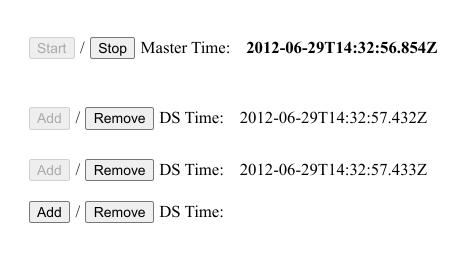 Start / Stop Master Time: 2012-06-29T14:32:56.854Z
Add / Remove DS Time: 2012-06-29T14:32:57.432Z
Add / Remove DS Time: 2012-06-29T14:32:57.433Z
Add / Remove DS Time: